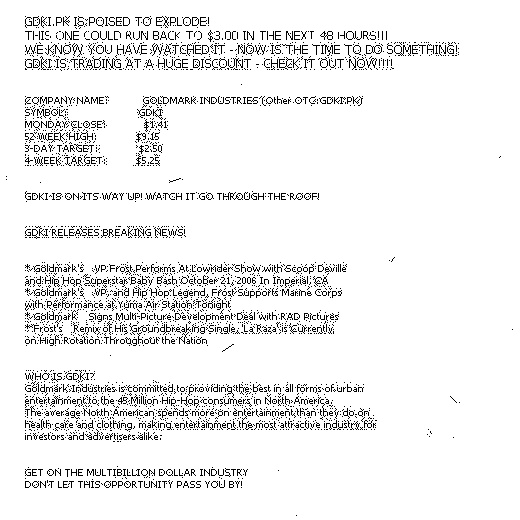 GDKI.PK IS POISED TO EXPLODE!
THIS ONE COULD RUN BACK TO $3.00 IN THE NEXT 48 HOURS!!!
WE KNOW YOU HAVE WATCHED IT - NOW IS THE TIME TO DO SOMETHING!
GDKI IS TRADING AT A HUGE DISCOUNT - CHECK IT OUT NOW!!!!
COMPANY NAME: GOLDMARK INDUSTRIES (Other OTC:GDKI.PK)
SYMBOL: GDKI
MONDAY CLOSE: $1.41
52 WEEK HIGH: $9.15
3-DAY TARGET: $2.50
4-WEEK TARGET: $5.25
GDKI IS ON ITS WAY UP! WATCH IT GO THROUGH THE ROOF!
GDKI RELEASES BREAKING NEWS!
* Goldmark's VP Frost Performs At Lowrider Show with Scoop Deville
and Hip Hop Superstar Baby Bash October 21, 2006 In Imperial, CA
* Goldmark's VP, and Hip Hop Legend, Frost Supports Marine Corps
with Performance at Yuma Air Station Tonight
* Goldmark Signs Multi-Picture Development Deal with RAD Pictures
* Frost's Remix of His Groundbreaking Single, La Raza is Currently
on High Rotation Throughout the Nation
WHO IS GDKI?
Goldmark Industries is committed to providing the best in all forms of urban
entertainment to the 45 Million Hip-Hop consumers in North America.
The average North American spends more on entertainment than they do on
health care and clothing, making entertainment the most attractive industry for
investors and advertisers alike.
GET ON THE MULTIBILLION DOLLAR INDUSTRY
DON'T LET THIS OPPORTUNITY PASS YOU BY!